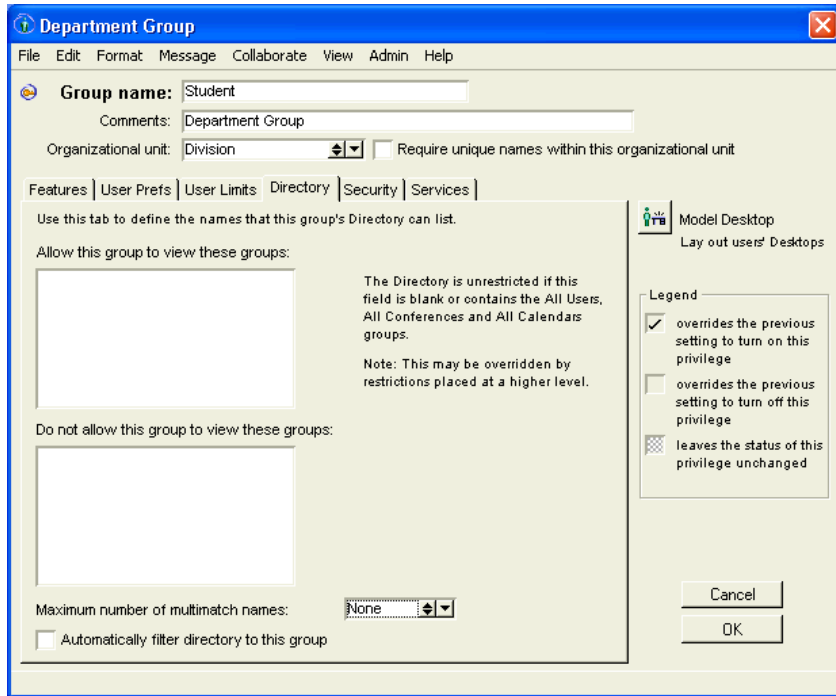 Department Group
File Edit Format Message Collaborate View Admin Help
Group name: Student
Comments: Department Group
Organizational unit: Division Require unique names within this organizational unit
Features User Prefs User Limits Directory Security Services
Use this tab to define the names that this group's Directory can list.
Allow this group to view these groups:
The Directory is unrestricted if this
field is blank or contains the All Users,
All Conferences and All Calendars
groups.
Note: This may be overridden by
restrictions placed at a higher level.
Do not allow this group to view these groups:
Maximum number of multimatch names: None
Automatically filter directory to this group
Model Desktop
Lay out users' Desktops
Legend
overrides the previous
setting to turn on this
privilege
overrides the previous
setting to turn off this
privilege
leaves the status of this
privilege unchanged
Cancel
OK